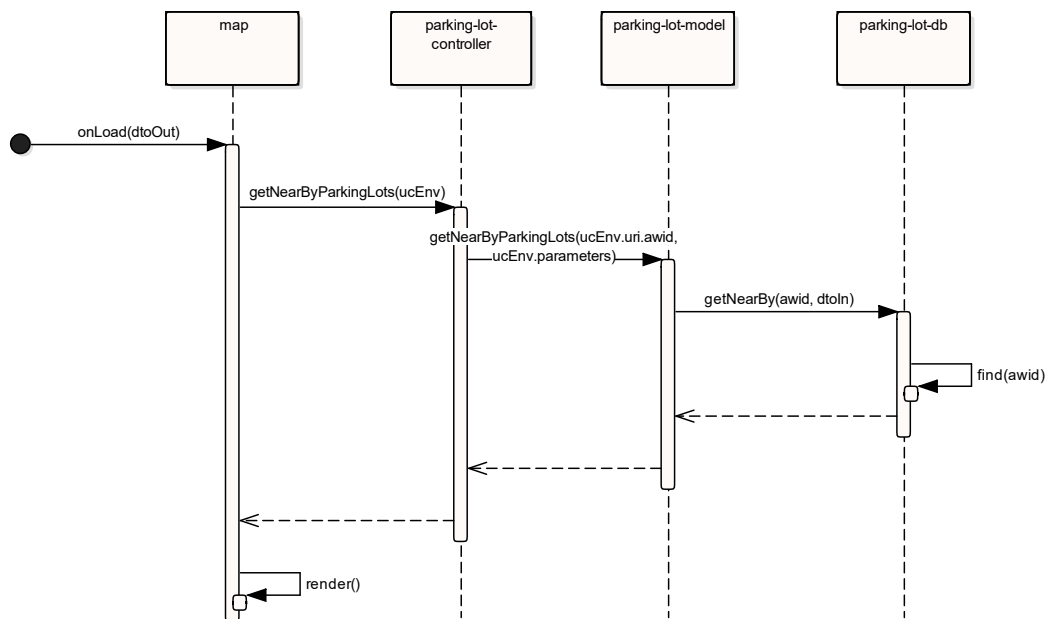 map
parking-lot-
controller
parking-lot-model
parking-lot-db
onLoad(dtoOut)
getNearByParkingLots(ucEnv)
getNearByParkingLots(ucEnv.uri.awid,
ucEnv.parameters)
getNearBy(awid, dtoIn)
find(awid)
render()